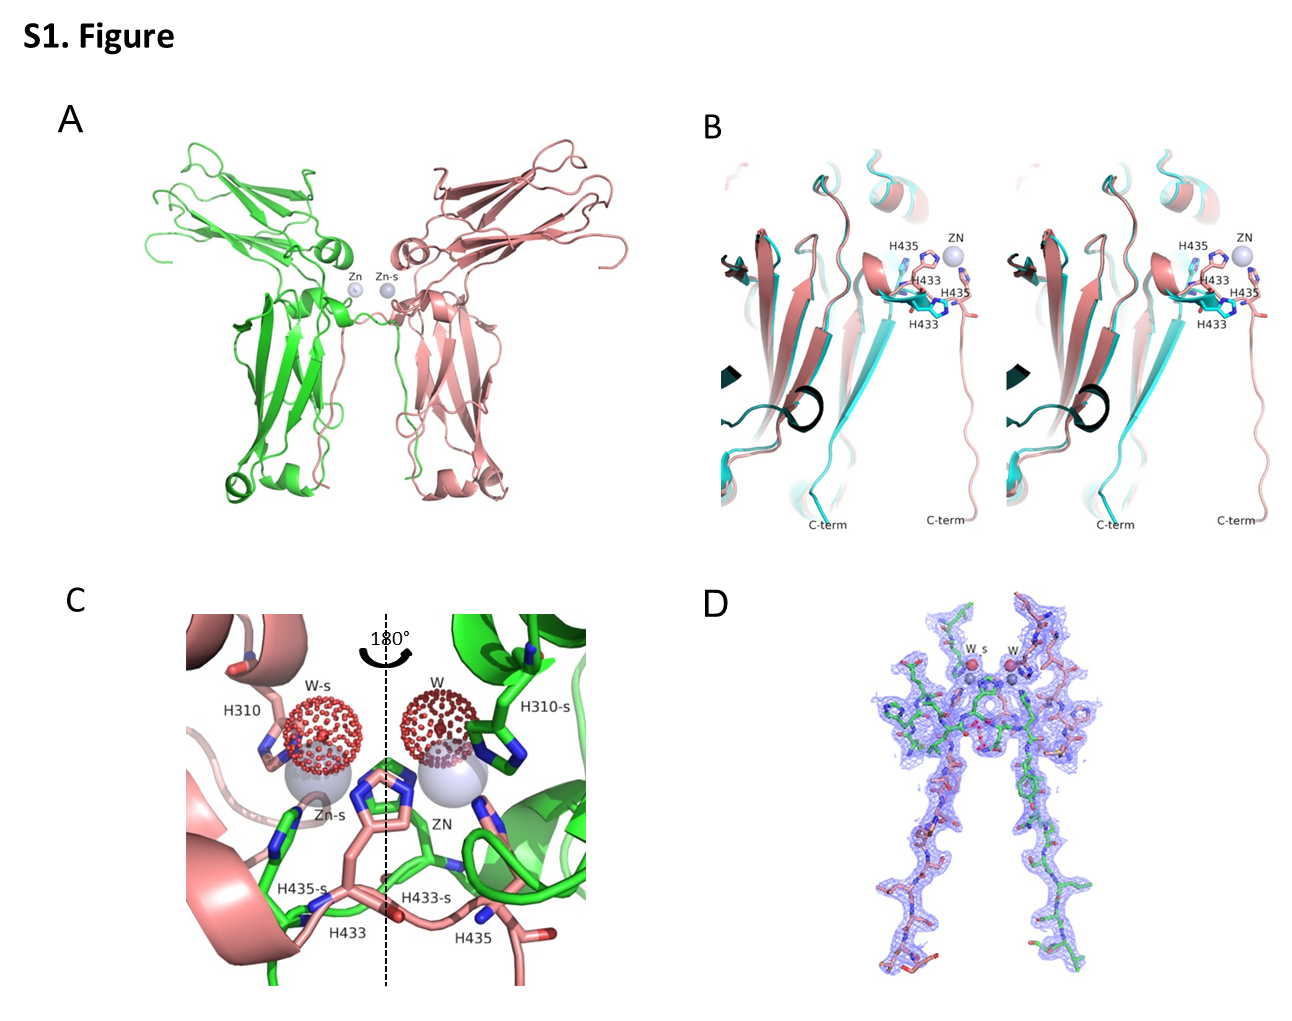 S1. Figure
A
B
Zn
Zn-s
H435
ZN
H433
H435
H433
C-term
C-term
H435
ZN
H433
H435
H433
C-term
C-term
C
D
180°
W-s
W
H310
H310-s
Zn-s
ZN
H435-s
H433-s
H433
H435
W_s
W